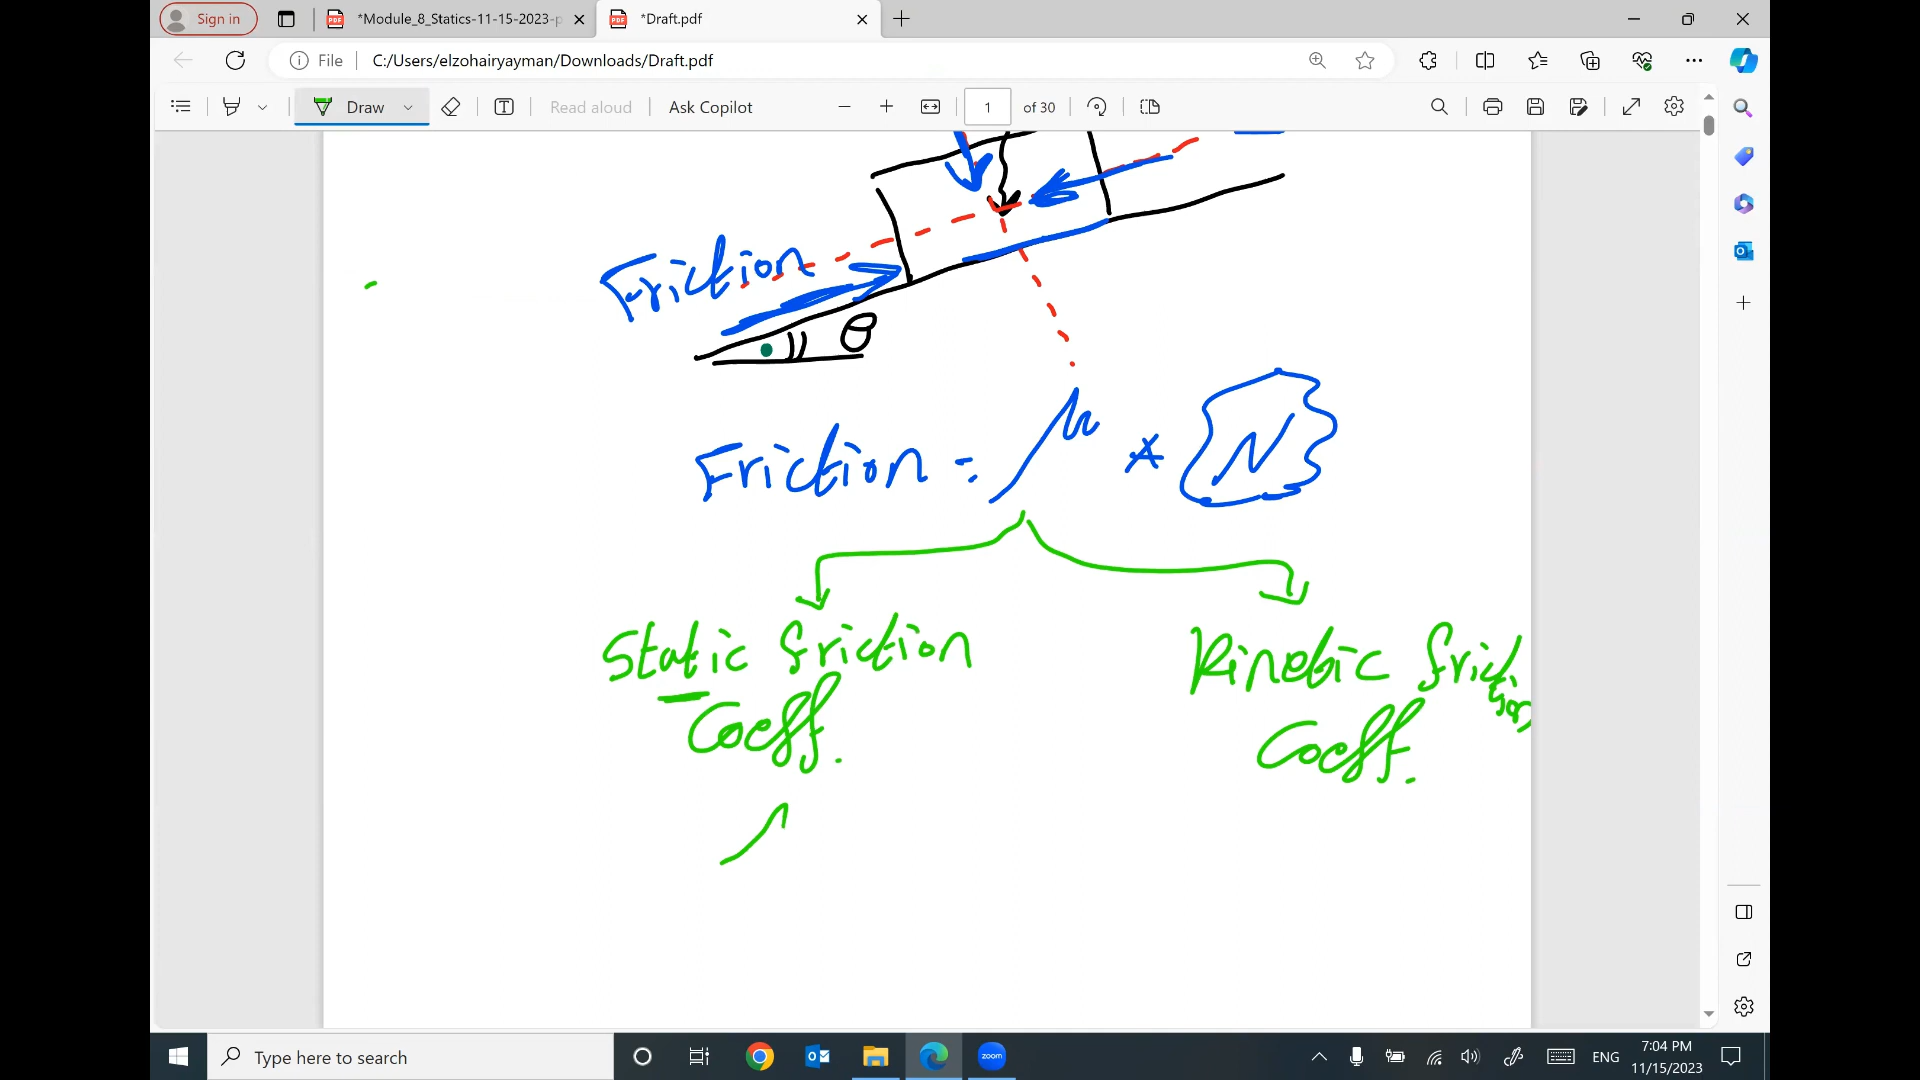 Sign in
*Module_8_Statics-11-15-2023-p
*Draft.pdf
File
C:/Users/elzohairyayman/Downloads/Draft.pdf
Draw
Read aloud
Ask Copilot
1 of 30
Friction
θ
Friction = μ * N
Static friction
Coeff.
Kinetic friction
Coeff.
Type here to search
zoom
ENG
7:04 PM
11/15/2023